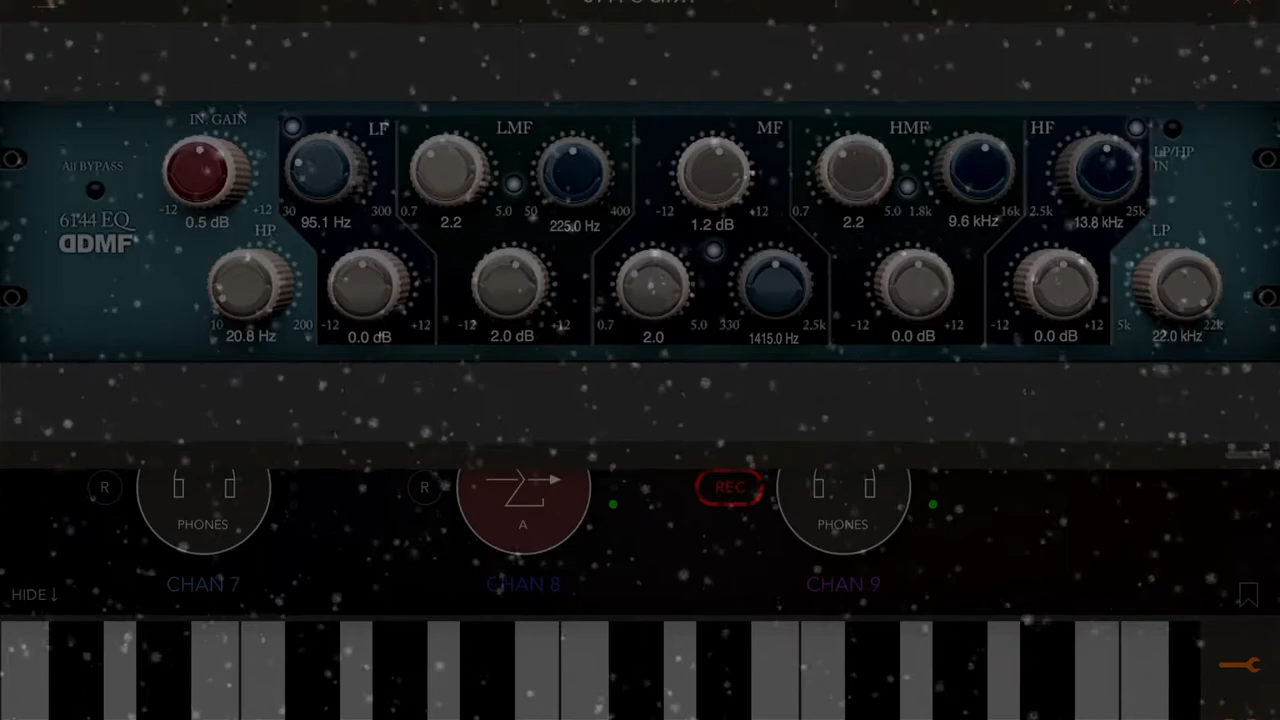 IN. GAIN
LF
LMF
MF
HMF
HF
All BYPASS
LP/HP
IN
-12
+12
30
300
0.7
5.0
50
400
-12
+12
0.7
5.0
1.8k
16k
2.5k
25k
0.5 dB
95.1 Hz
2.2
225.0 Hz
1.2 dB
2.2
9.6 kHz
13.8 kHz
6144 EQ
DDMF
HP
LP
10
200
-12
+12
-12
+12
0.7
5.0
330
2.5k
-12
+12
-12
+12
5k
22k
20.8 Hz
0.0 dB
2.0 dB
2.0
1415.0 Hz
0.0 dB
0.0 dB
22.0 kHz
R
R
REC
PHONES
A
PHONES
CHAN 7
CHAN 8
CHAN 9
HIDE↓